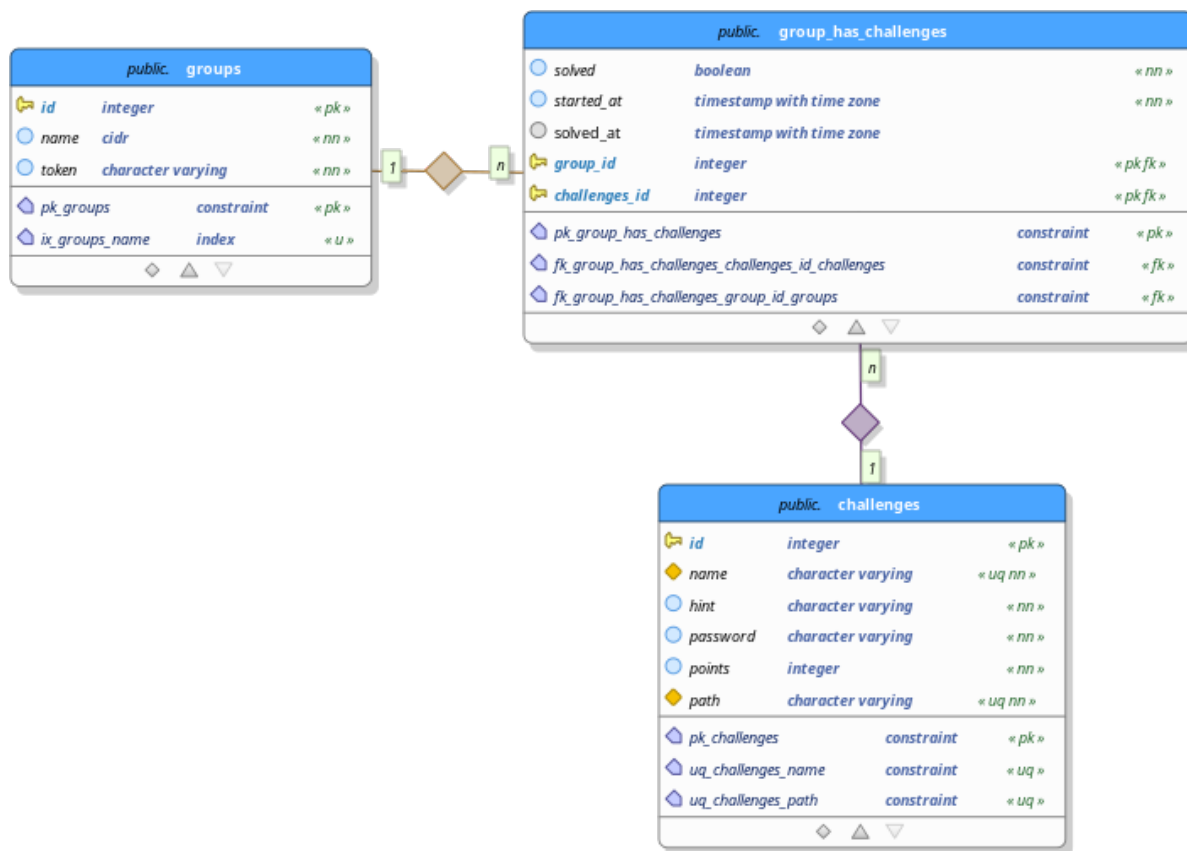 public. groups
id integer « pk »
name cidr « nn »
token character varying « nn »
pk_groups constraint « pk »
ix_groups_name index « u »
1
n
public. group_has_challenges
solved boolean « nn »
started_at timestamp with time zone « nn »
solved_at timestamp with time zone
group_id integer « pk fk »
challenges_id integer « pk fk »
pk_group_has_challenges constraint « pk »
fk_group_has_challenges_challenges_id_challenges constraint « fk »
fk_group_has_challenges_group_id_groups constraint « fk »
n
1
public. challenges
id integer « pk »
name character varying « uq nn »
hint character varying « nn »
password character varying « nn »
points integer « nn »
path character varying « uq nn »
pk_challenges constraint « pk »
uq_challenges_name constraint « uq »
uq_challenges_path constraint « uq »